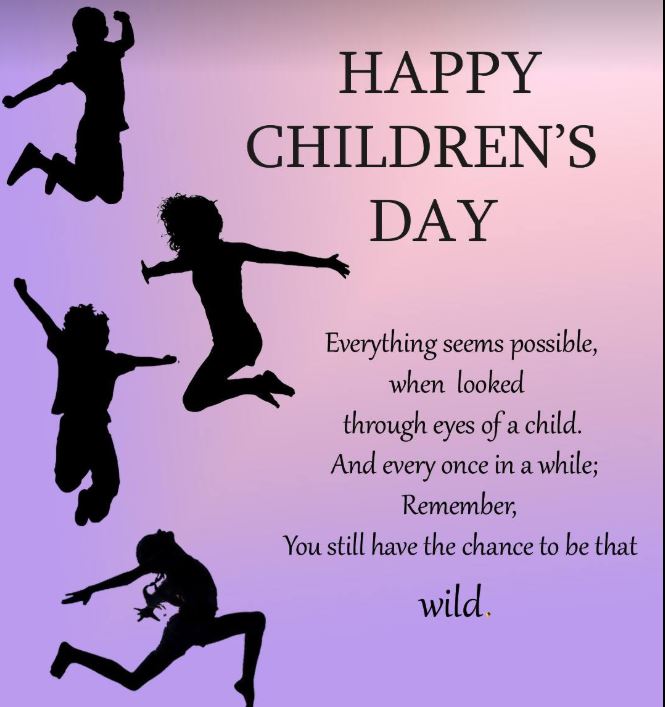 HAPPY
CHILDREN’S
DAY
Everything seems possible,
when looked
through eyes of a child.
And every once in a while;
Remember,
You still have the chance to be that
wild.